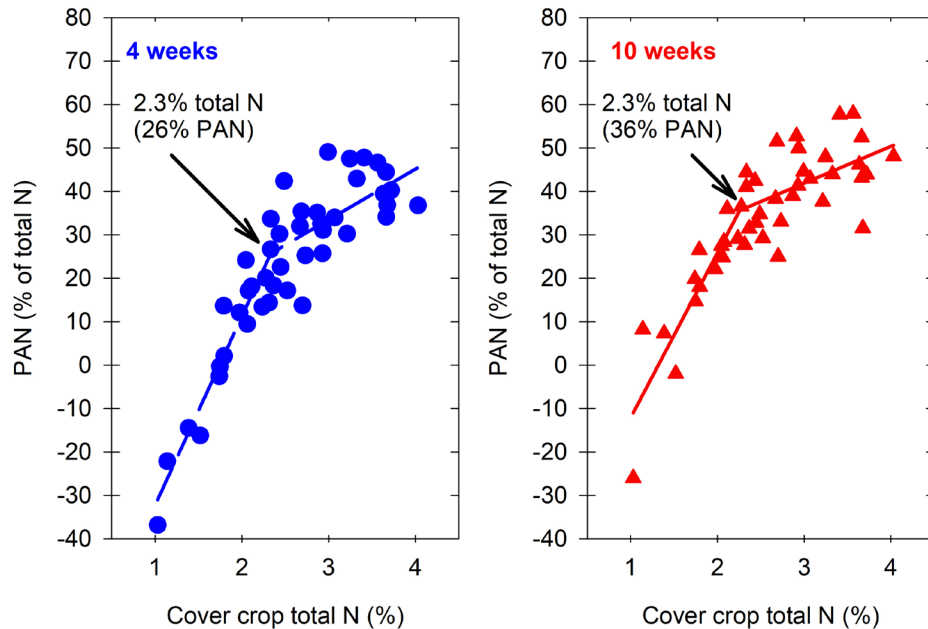 80
70
60
50
40
30
20
10
0
-10
-20
-30
-40
PAN (% of total N)
4 weeks
2.3% total N
(26% PAN)
1 2 3 4
Cover crop total N (%)
80
70
60
50
40
30
20
10
0
-10
-20
-30
-40
PAN (% of total N)
10 weeks
2.3% total N
(36% PAN)
1 2 3 4
Cover crop total N (%)